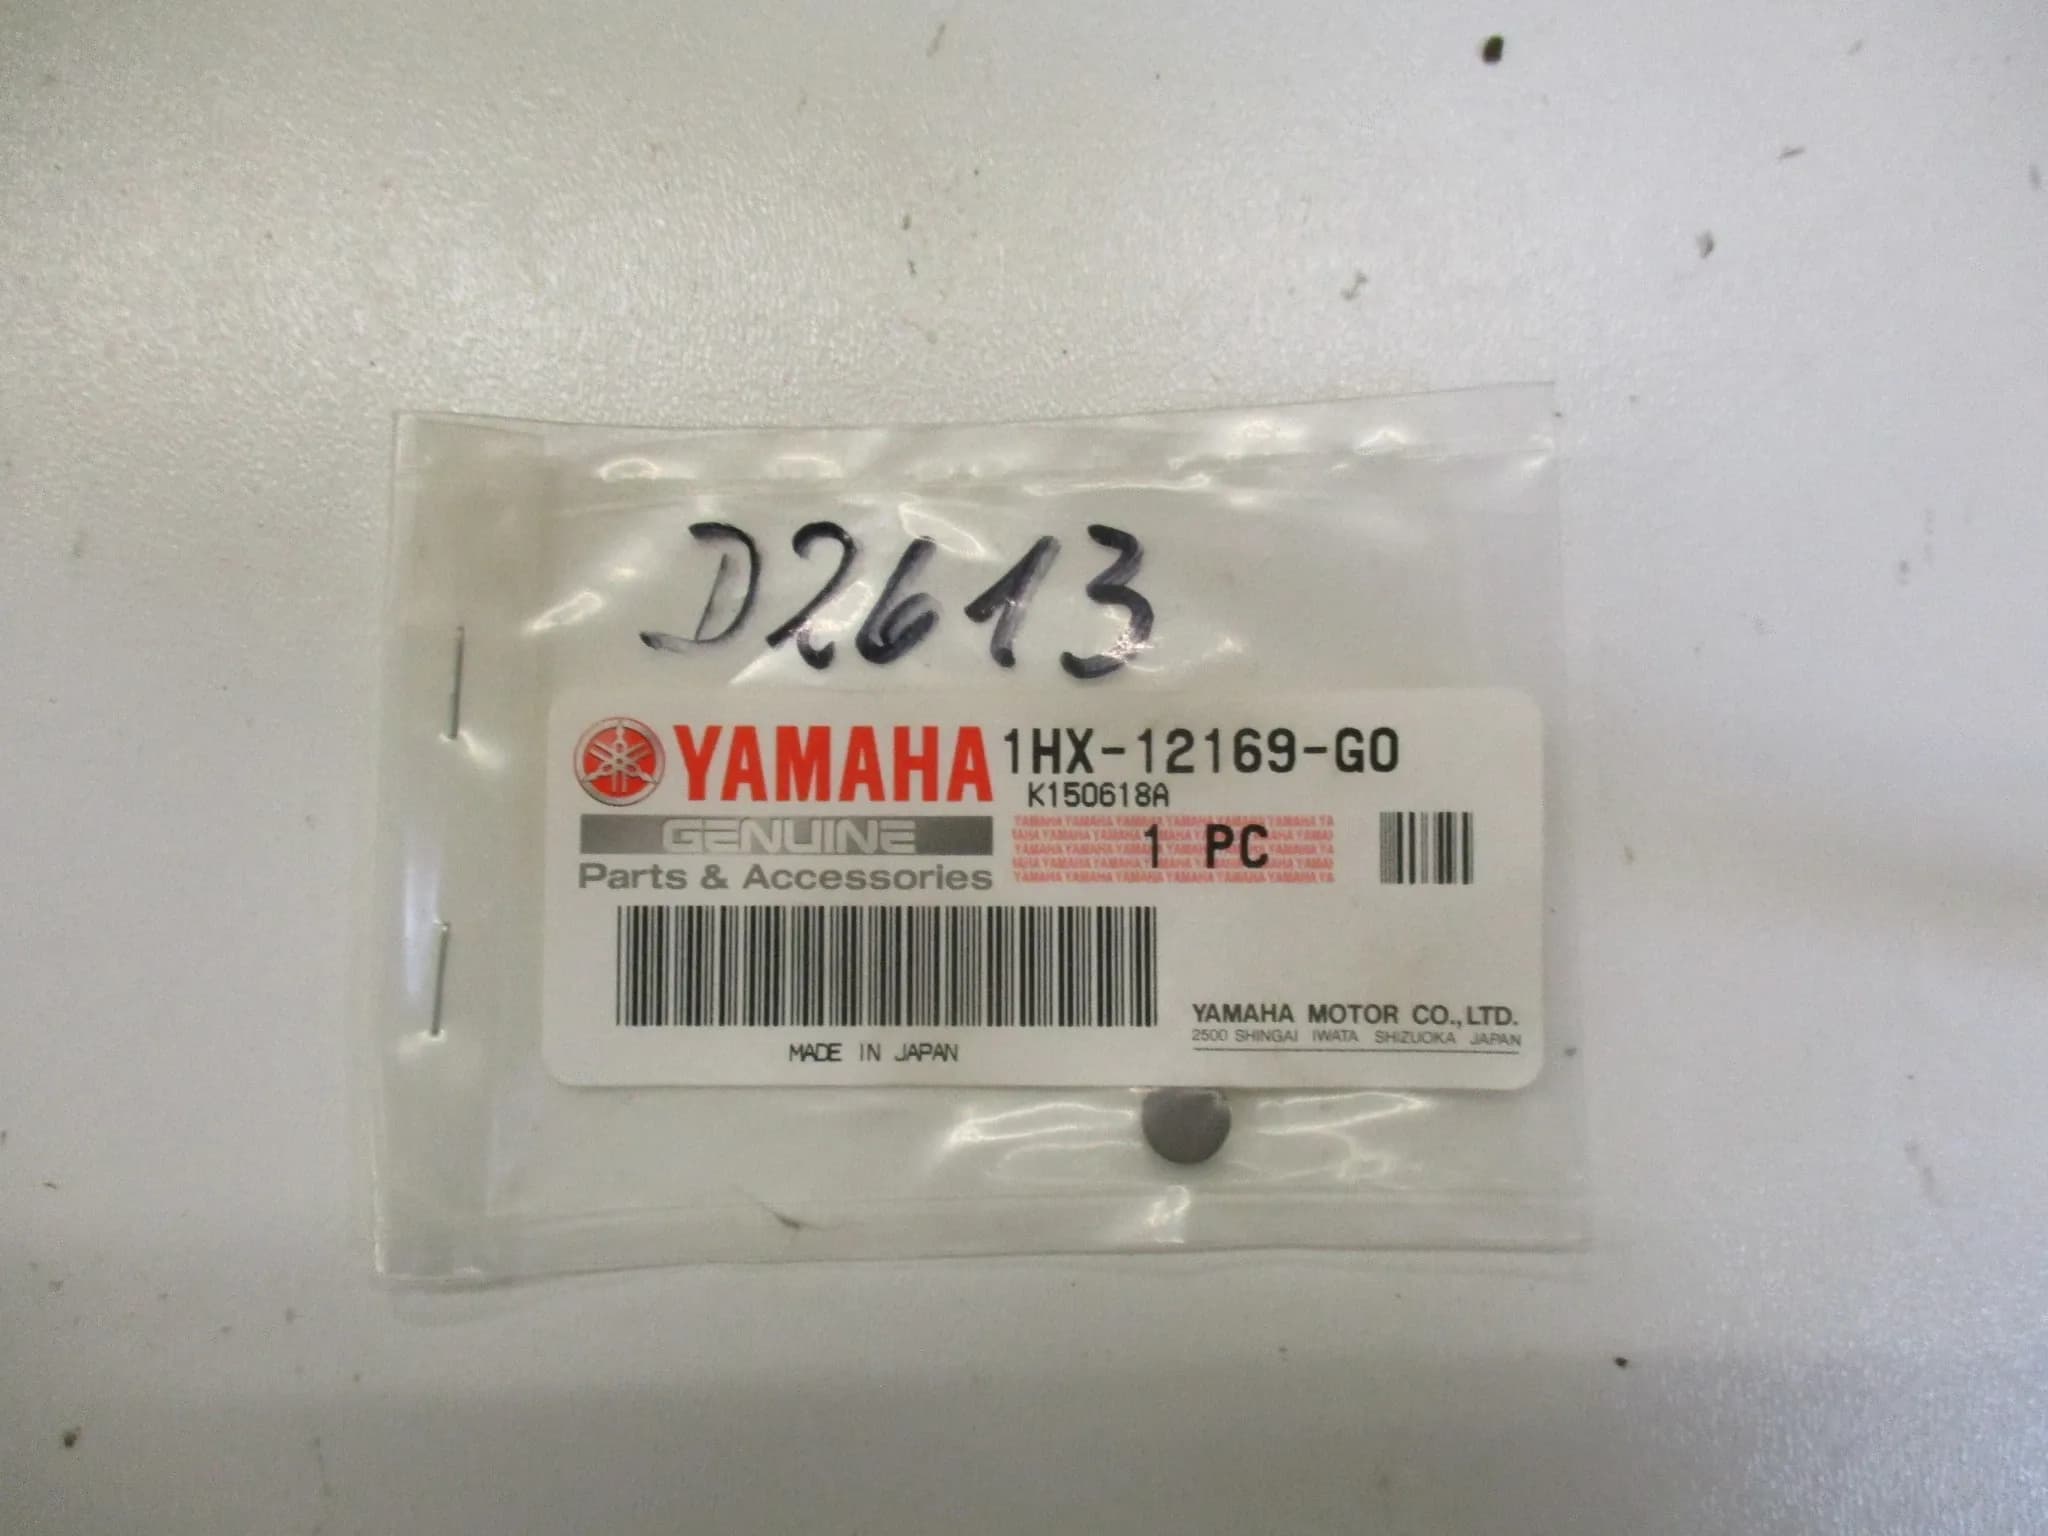 D2613
YAMAHA 1HX-12169-G0
K150618A
GENUINE 1 PC
Parts & Accessories
YAMAHA MOTOR CO., LTD.
2500 SHINGAI IWATA SHIZUOKA JAPAN
MADE IN JAPAN